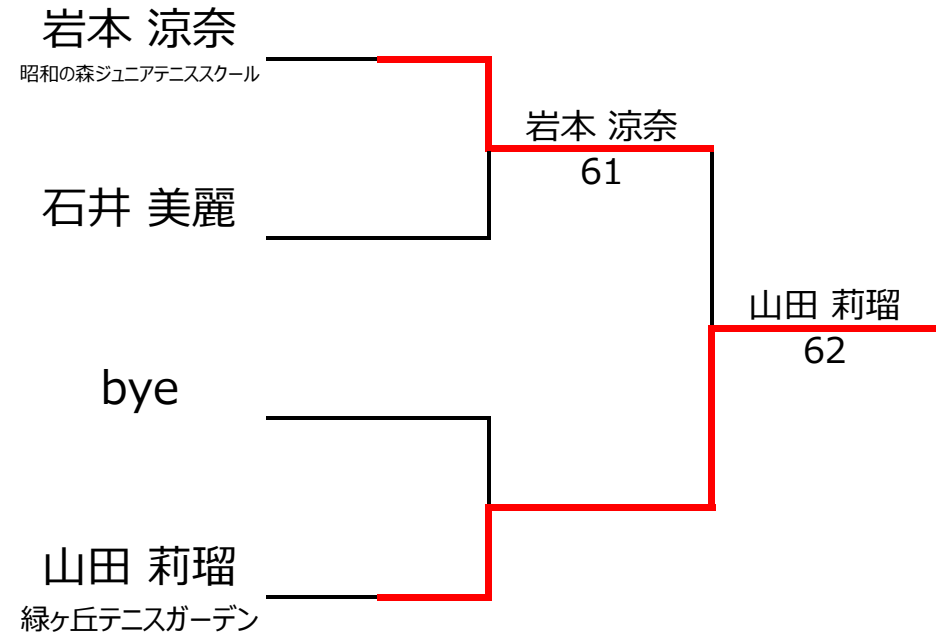 岩本 涼奈
昭和の森ジュニアテニススクール
岩本 涼奈
61
石井 美麗
山田 莉瑠
62
bye
山田 莉瑠
緑ヶ丘テニスガーデン